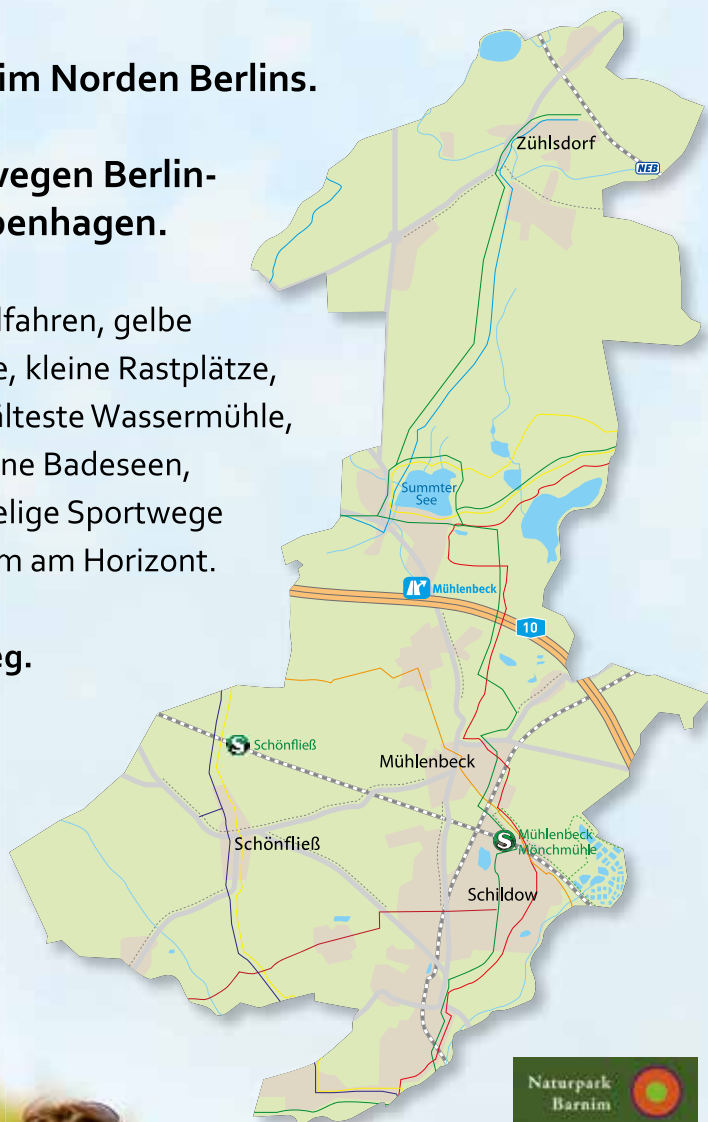 im Norden Berlins.
wegen Berlin-
penhagen.
lfahren, gelbe
e, kleine Rastplätze,
älteste Wassermühle,
ne Badeseen,
elige Sportwege
m am Horizont.
eg.
Zühlsdorf
NEB
Summter
See
Mühlenbeck
10
S Schönfließ
Mühlenbeck
Schönfließ
S Mühlenbeck
Mönchmühle
Schildow
Naturpark
Barnim